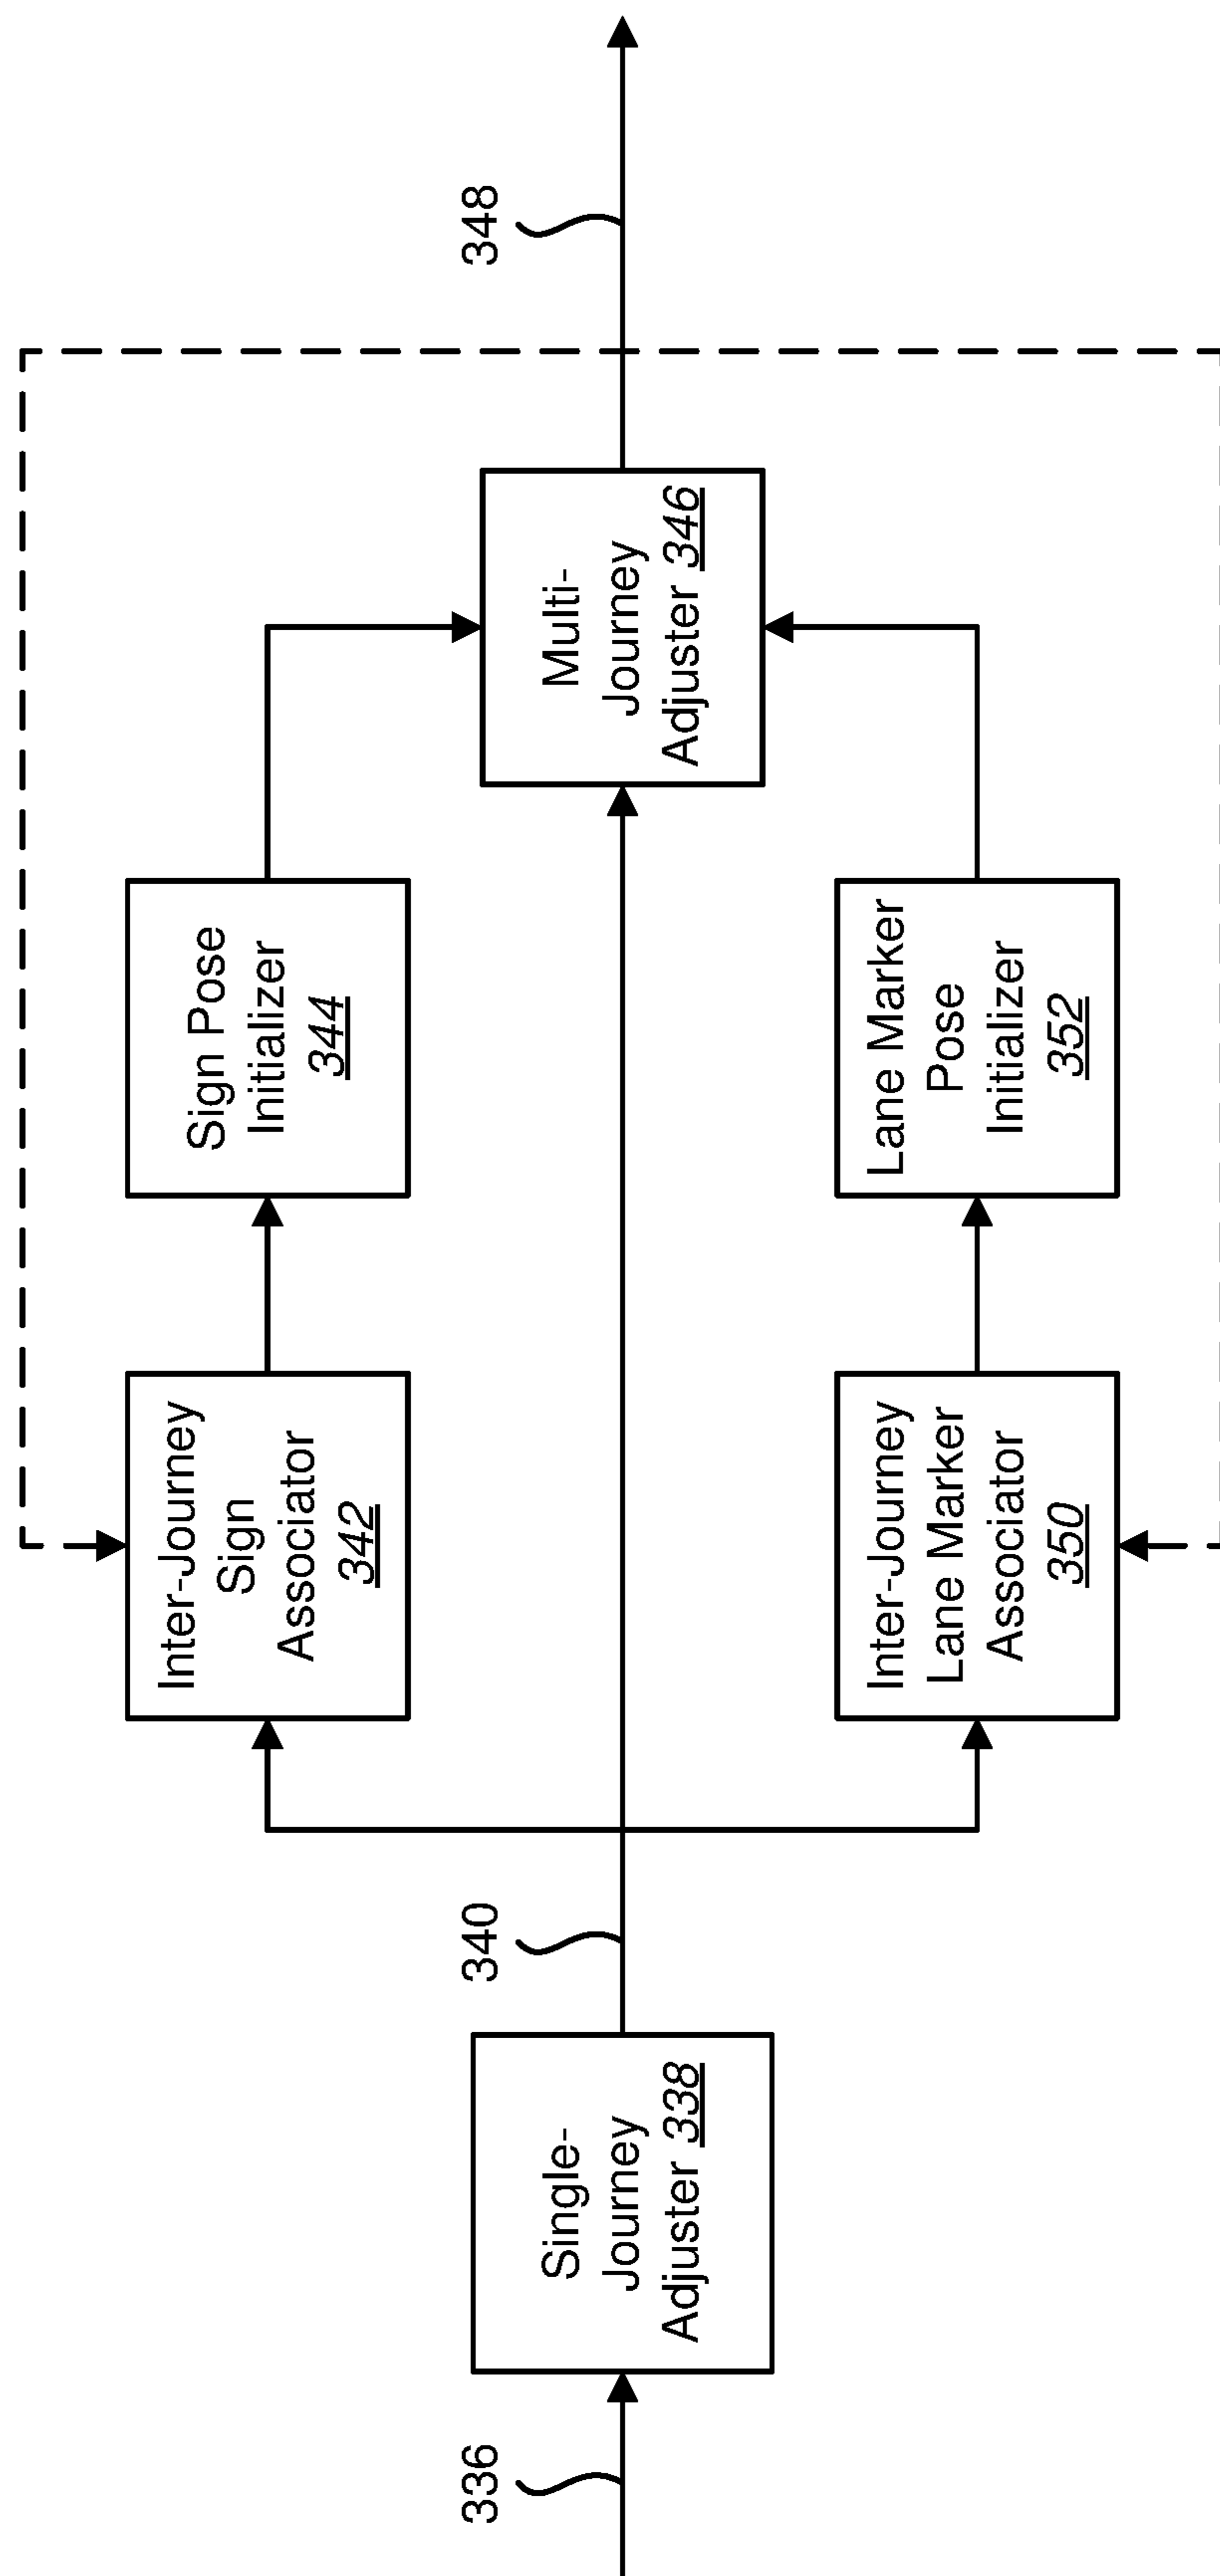 336
Single-
Journey
Adjuster 338
340
Inter-Journey
Sign
Associator
342
Sign Pose
Initializer
344
Inter-Journey
Lane Marker
Associator
350
Lane Marker
Pose
Initializer
352
Multi-
Journey
Adjuster 346
348